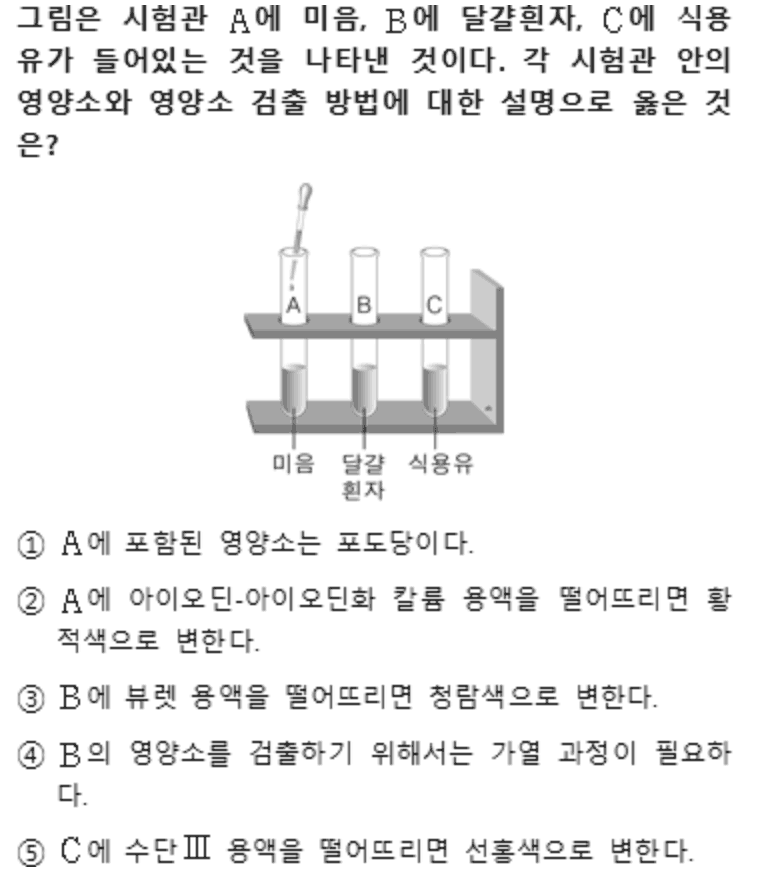 그림은 시험관 A에 미음, B에 달걀흰자, C에 식용
유가 들어있는 것을 나타낸 것이다. 각 시험관 안의
영양소와 영양소 검출 방법에 대한 설명으로 옳은 것
은?
A B C
미음 달걀 식용유
흰자
① A에 포함된 영양소는 포도당이다.
② A에 아이오딘-아이오딘화 칼륨 용액을 떨어뜨리면 황
적색으로 변한다.
③ B에 뷰렛 용액을 떨어뜨리면 청람색으로 변한다.
④ B의 영양소를 검출하기 위해서는 가열 과정이 필요하
다.
⑤ C에 수단Ⅲ 용액을 떨어뜨리면 선홍색으로 변한다.